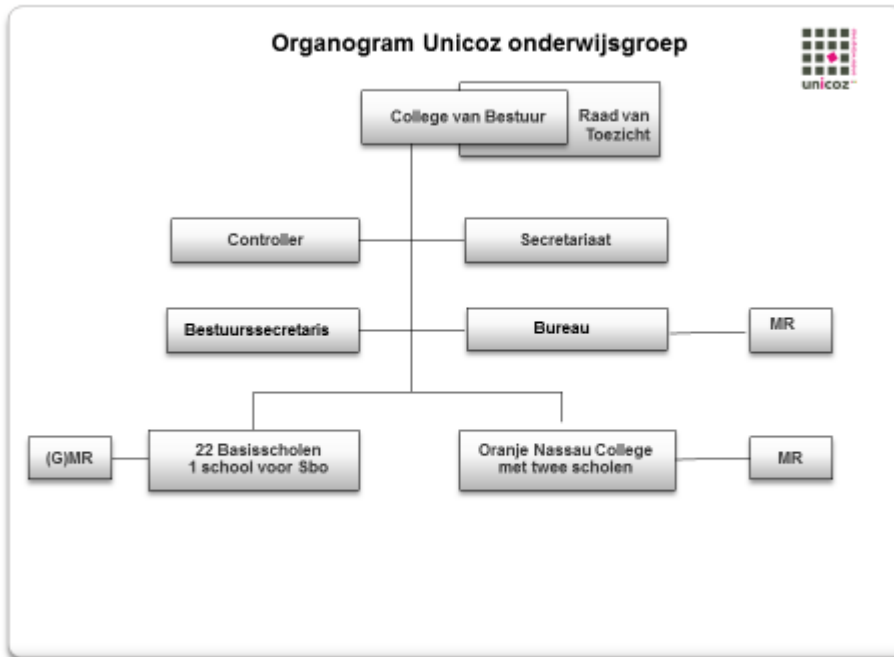 Organogram Unicoz onderwijsgroep
unicoz
College van Bestuur
Raad van
Toezicht
Controller
Secretariaat
Bestuurssecretaris
Bureau
MR
(G)MR
22 Basisscholen
1 school voor Sbo
Oranje Nassau College
met twee scholen
MR